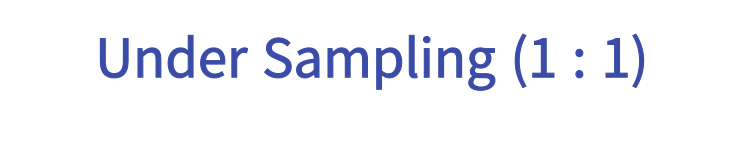 Under Sampling (1 : 1)